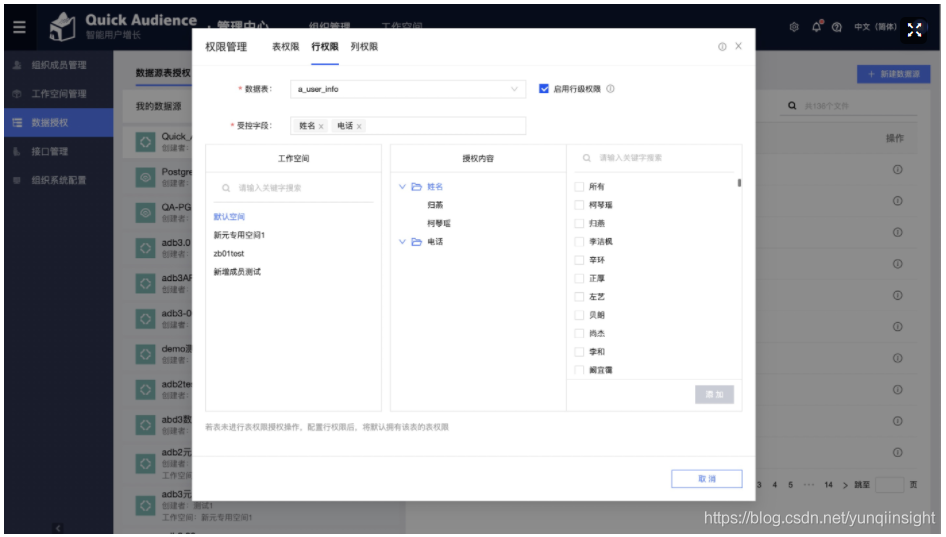 Quick Audience
智能用户增长
· 管理中心
组织管理
工作空间
中文 (简体)
组织成员管理
工作空间管理
数据授权
接口管理
组织系统配置
数据源表授权
+ 新建数据源
我的数据源
共136个文件
操作
Quick_
创建者:
Postgre
创建者:
QA-PG
创建者:
adb3.0
创建者:
adb3AF
创建者:
adb3-0
创建者:
demo测
创建者:
adb2te
创建者:
abd3数
创建者:
adb2元
创建者:
工作空间
adb3元
创建者: 测试1
工作空间: 新元专用空间1
3 4 5 ··· 14 > 跳至 页
权限管理 表权限 行权限 列权限
* 数据表: a_user_info 启用行级权限
* 受控字段: 姓名 × 电话 ×
工作空间
请输入关键字搜索
默认空间
新元专用空间1
zb01test
新增成员测试
授权内容
姓名
归燕
柯琴瑶
电话
请输入关键字搜索
所有
柯琴瑶
归燕
李洁枫
辛环
正厚
左艺
贝朗
尚杰
李和
阚宜霭
添 加
若表未进行表权限授权操作，配置行权限后，将默认拥有该表的表权限
取 消
https://blog.csdn.net/yunqiinsight